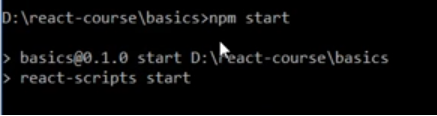 D:\react-course\basics>npm start
> basics@0.1.0 start D:\react-course\basics
> react-scripts start